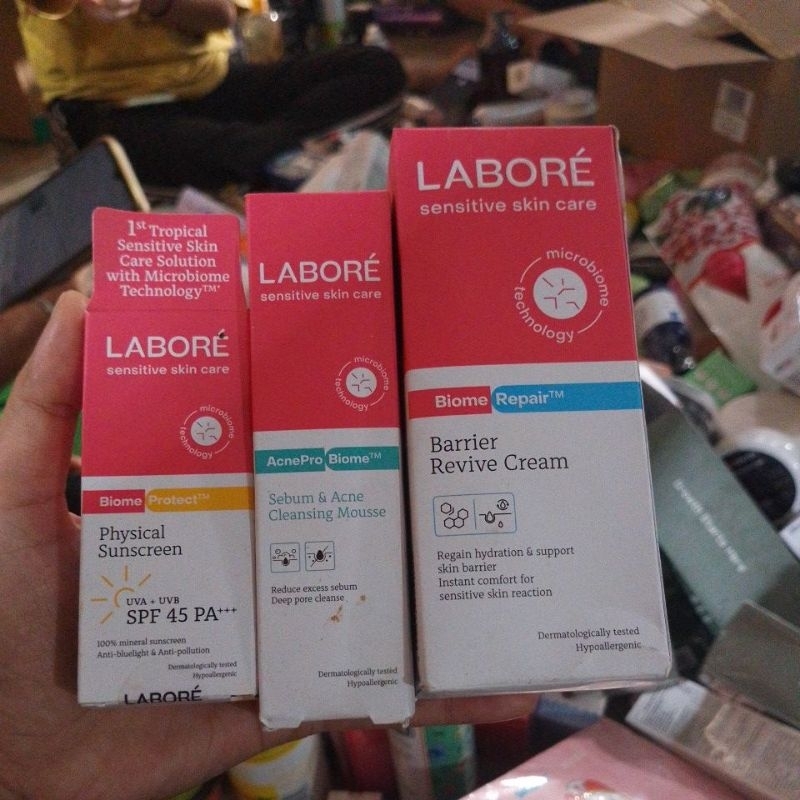 1st Tropical
Sensitive Skin
Care Solution
with Microbiome
Technology™*
LABORÉ
sensitive skin care
microbiome
technology
Biome Protect™
Physical
Sunscreen
UVA + UVB
SPF 45 PA+++
100% mineral sunscreen
Anti-bluelight & Anti-pollution
Dermatologically tested
Hypoallergenic
LABORÉ
LABORÉ
sensitive skin care
microbiome
technology
AcnePro Biome™
Sebum & Acne
Cleansing Mousse
Reduce excess sebum
Deep pore cleanse
Dermatologically tested
Hypoallergenic
LABORÉ
sensitive skin care
microbiome
technology
Biome Repair™
Barrier
Revive Cream
Regain hydration & support
skin barrier
Instant comfort for
sensitive skin reaction
Dermatologically tested
Hypoallergenic